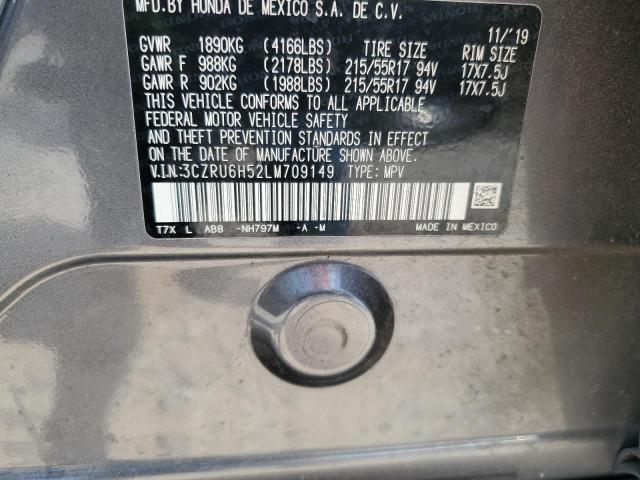 MFD.BY HONDA DE MEXICO S.A. DE C.V.
11/'19
GVWR 1890KG (4166LBS) TIRE SIZE RIM SIZE
GAWR F 988KG (2178LBS) 215/55R17 94V 17X7.5J
GAWR R 902KG (1988LBS) 215/55R17 94V 17X7.5J
THIS VEHICLE CONFORMS TO ALL APPLICABLE
FEDERAL MOTOR VEHICLE SAFETY
AND THEFT PREVENTION STANDARDS IN EFFECT
ON THE DATE OF MANUFACTURE SHOWN ABOVE.
V.IN:3CZRU6H52LM709149 TYPE: MPV
T7X L AB8 -NH797M -A -M MADE IN MEXICO